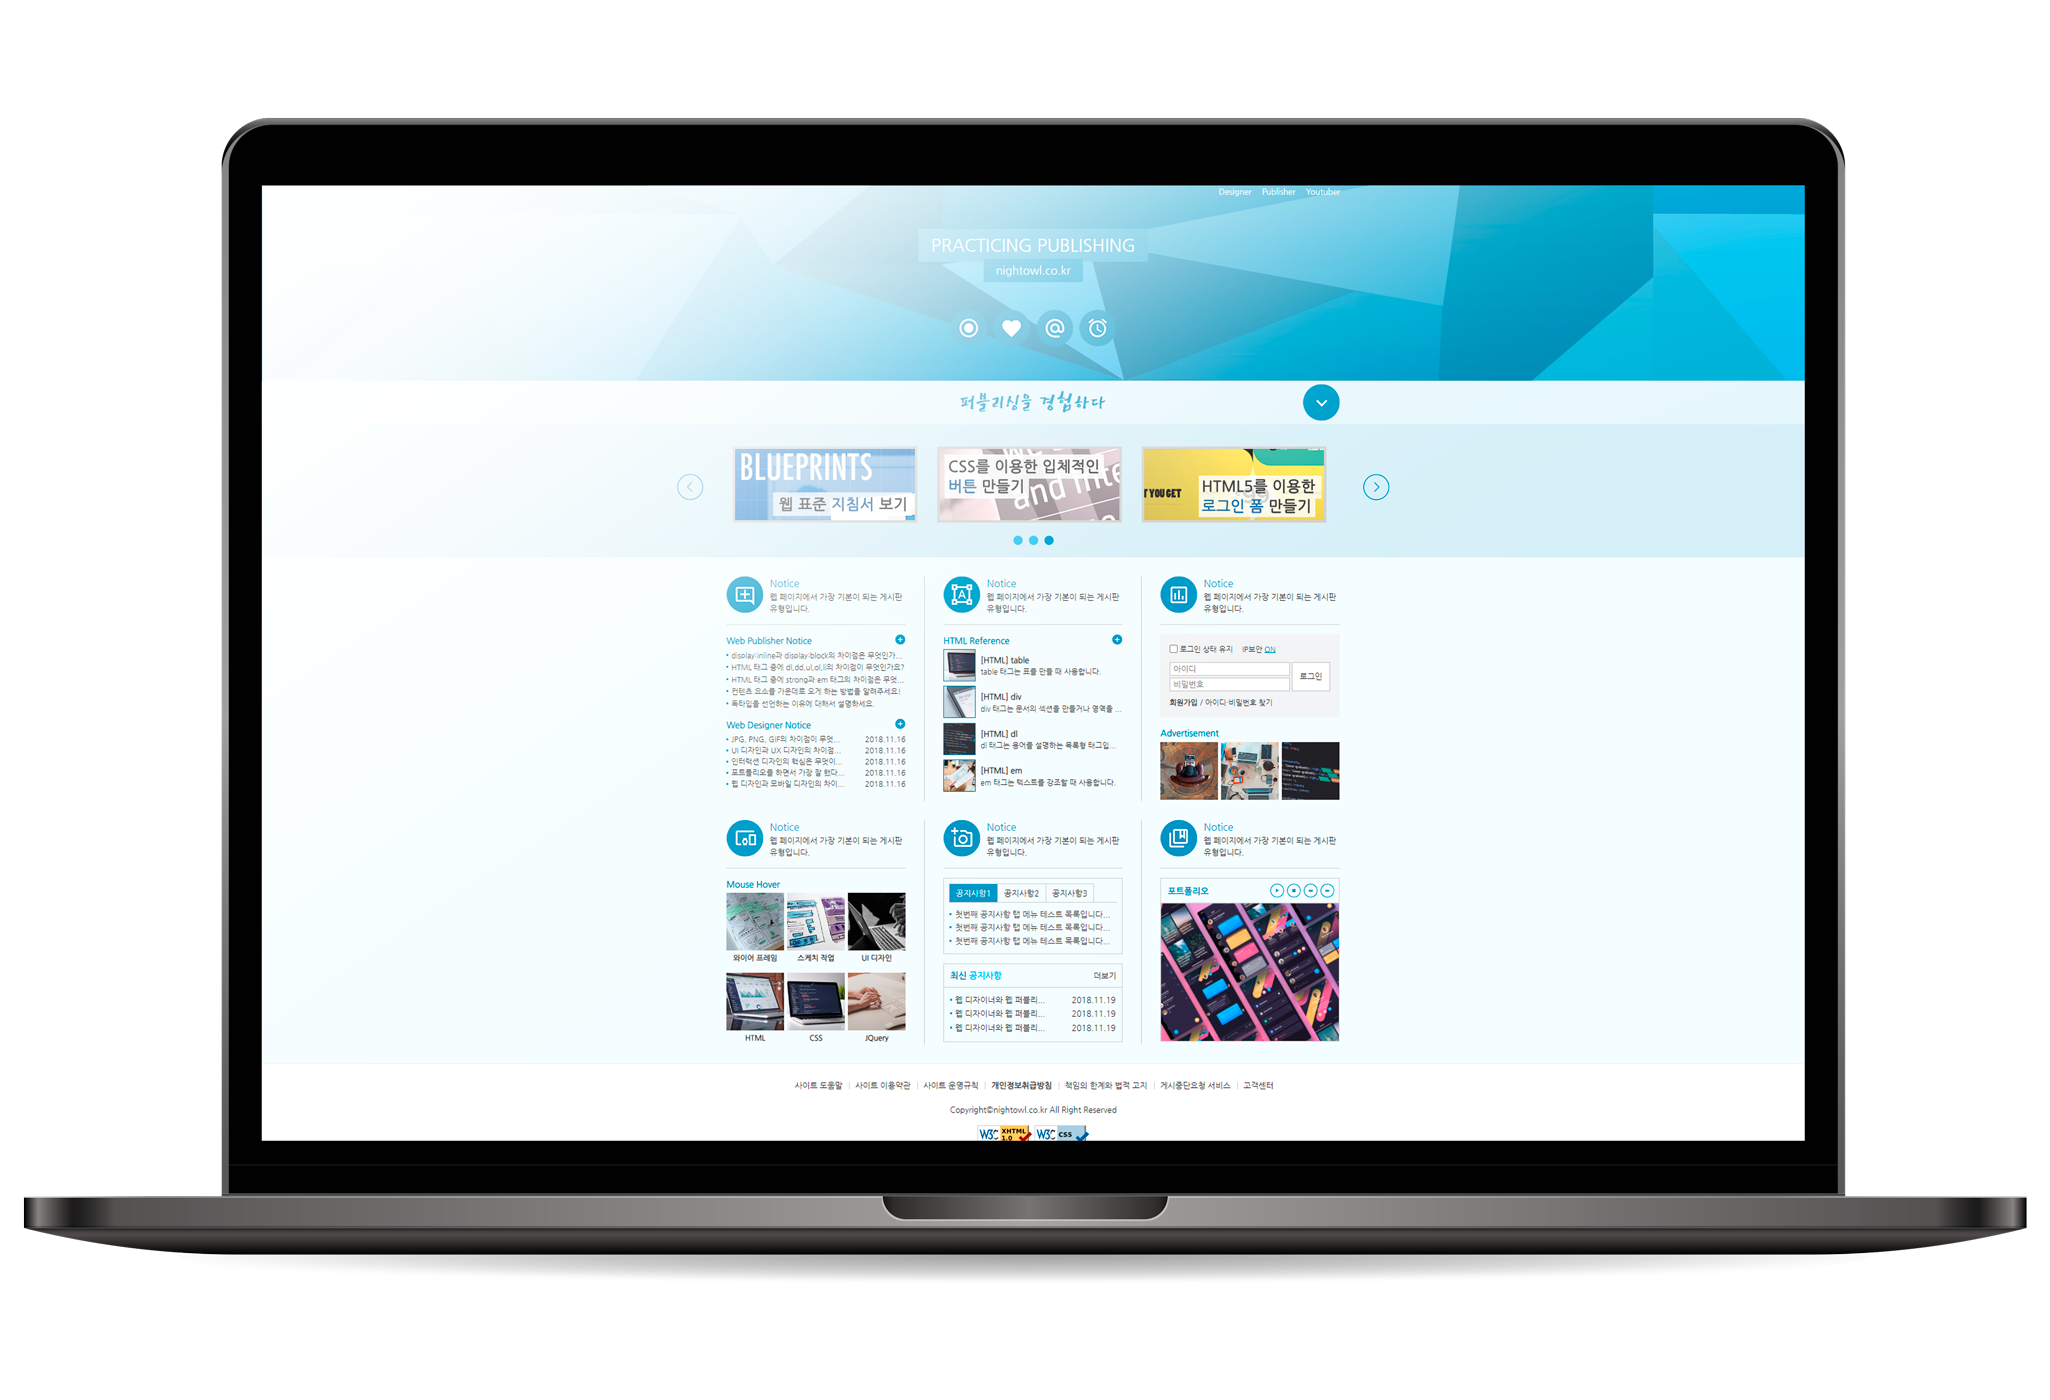 Designer Publisher Youtuber
PRACTICING PUBLISHING
nightowl.co.kr
퍼블리싱을 경험하다
BLUEPRINTS
웹 표준 지침서 보기
CSS를 이용한 입체적인
버튼 만들기
and inte
T YOU GET
HTML5를 이용한
로그인 폼 만들기
Notice
웹 페이지에서 가장 기본이 되는 게시판
유형입니다.
Web Publisher Notice
display:inline과 display:block의 차이점은 무엇인가...
HTML 태그 중에 dl,dd,ul,ol,li의 차이점이 무엇인가요?
HTML 태그 중에 strong과 em 태그의 차이점은 무엇...
컨텐츠 요소를 가운데로 오게 하는 방법을 알려주세요!
독타입을 선언하는 이유에 대해서 설명하세요.
Web Designer Notice
JPG, PNG, GIF의 차이점이 무엇... 2018.11.16
UI 디자인과 UX 디자인의 차이점... 2018.11.16
인터랙션 디자인의 핵심은 무엇이... 2018.11.16
포트폴리오를 하면서 가장 잘 했다... 2018.11.16
웹 디자인과 모바일 디자인의 차이... 2018.11.16
Notice
웹 페이지에서 가장 기본이 되는 게시판
유형입니다.
HTML Reference
[HTML] table
table 태그는 표를 만들 때 사용합니다.
[HTML] div
div 태그는 문서의 섹션을 만들거나 영역을 ...
[HTML] dl
dl 태그는 용어를 설명하는 목록형 태그입...
[HTML] em
em 태그는 텍스트를 강조할 때 사용합니다.
Notice
웹 페이지에서 가장 기본이 되는 게시판
유형입니다.
로그인 상태 유지 IP보안 ON
아이디
비밀번호
로그인
회원가입 / 아이디·비밀번호 찾기
Advertisement
Notice
웹 페이지에서 가장 기본이 되는 게시판
유형입니다.
Mouse Hover
와이어 프레임 스케치 작업 UI 디자인
HTML CSS JQuery
Notice
웹 페이지에서 가장 기본이 되는 게시판
유형입니다.
공지사항1 공지사항2 공지사항3
첫번째 공지사항 탭 메뉴 테스트 목록입니다...
첫번째 공지사항 탭 메뉴 테스트 목록입니다...
첫번째 공지사항 탭 메뉴 테스트 목록입니다...
최신 공지사항 더보기
웹 디자이너와 웹 퍼블리... 2018.11.19
웹 디자이너와 웹 퍼블리... 2018.11.19
웹 디자이너와 웹 퍼블리... 2018.11.19
Notice
웹 페이지에서 가장 기본이 되는 게시판
유형입니다.
포트폴리오
사이트 도움말 사이트 이용약관 사이트 운영규칙 개인정보취급방침 책임의 한계와 법적 고지 게시중단요청 서비스 고객센터
Copyright©nightowl.co.kr All Right Reserved
W3C XHTML 1.0 W3C css